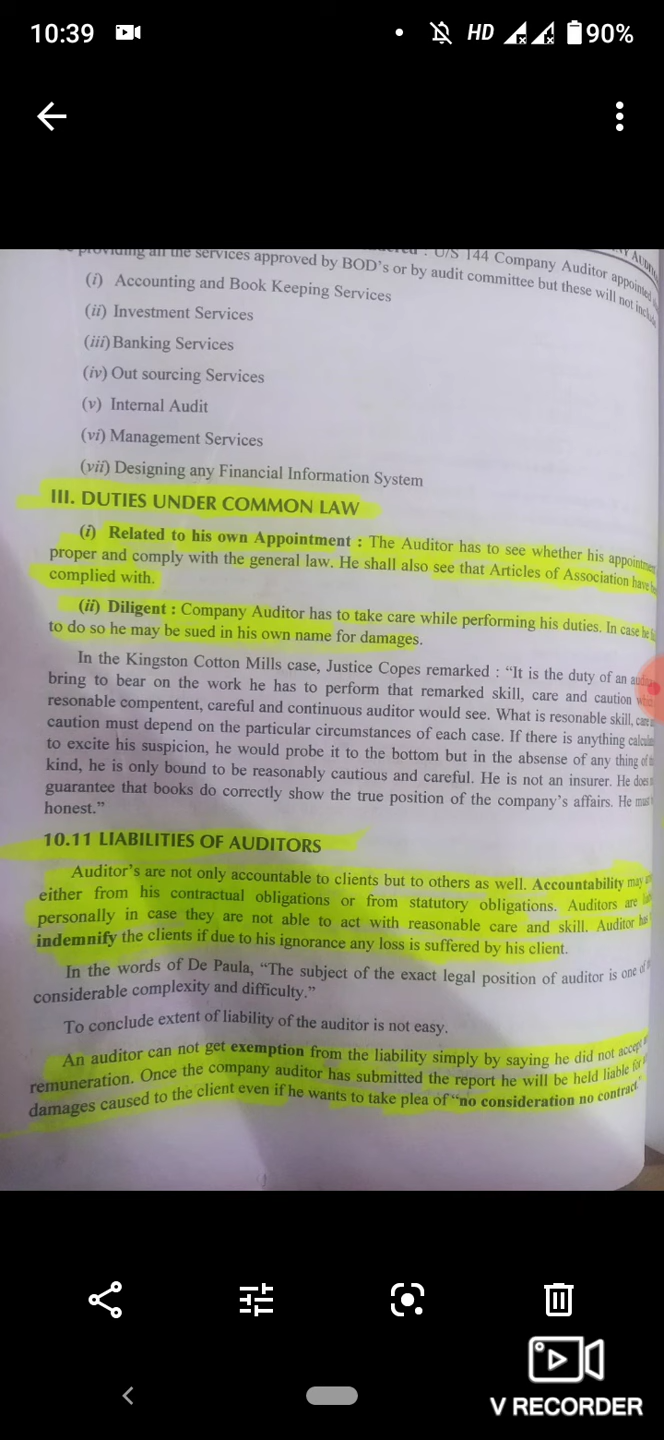 10:39
HD
90%
providing all the services approved by BOD's or by audit committee but these will not include
: U/S 144 Company Auditor appointed
(i) Accounting and Book Keeping Services
(ii) Investment Services
(iii) Banking Services
(iv) Out sourcing Services
(v) Internal Audit
(vi) Management Services
(vii) Designing any Financial Information System
III. DUTIES UNDER COMMON LAW
(i) Related to his own Appointment : The Auditor has to see whether his appointment
proper and comply with the general law. He shall also see that Articles of Association have
complied with.
(ii) Diligent : Company Auditor has to take care while performing his duties. In case he
to do so he may be sued in his own name for damages.
In the Kingston Cotton Mills case, Justice Copes remarked : “It is the duty of an
bring to bear on the work he has to perform that remarked skill, care and caution
resonable compentent, careful and continuous auditor would see. What is resonable skill, care
caution must depend on the particular circumstances of each case. If there is anything
to excite his suspicion, he would probe it to the bottom but in the absense of any thing of
kind, he is only bound to be reasonably cautious and careful. He is not an insurer. He does
guarantee that books do correctly show the true position of the company's affairs. He must
honest.”
10.11 LIABILITIES OF AUDITORS
Auditor's are not only accountable to clients but to others as well. Accountability may
either from his contractual obligations or from statutory obligations. Auditors are
personally in case they are not able to act with reasonable care and skill. Auditor has
indemnify the clients if due to his ignorance any loss is suffered by his client.
In the words of De Paula, “The subject of the exact legal position of auditor is one of
considerable complexity and difficulty.”
To conclude extent of liability of the auditor is not easy.
An auditor can not get exemption from the liability simply by saying he did not accept
remuneration. Once the company auditor has submitted the report he will be held liable for
damages caused to the client even if he wants to take plea of “no consideration no contract.”
V RECORDER